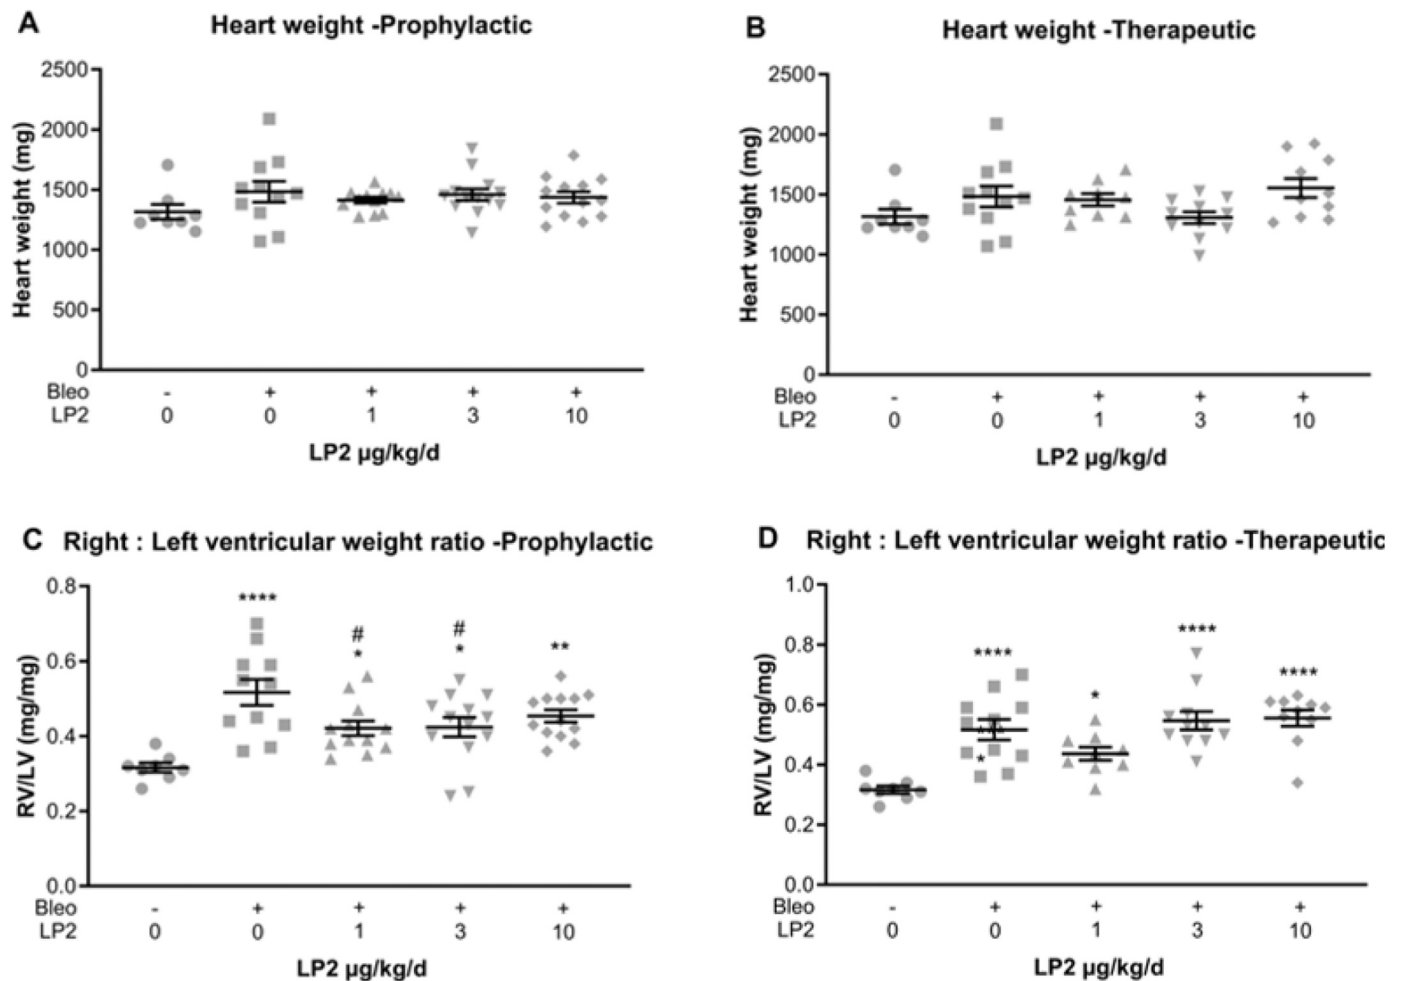 A
Heart weight -Prophylactic
Heart weight (mg)
2500
2000
1500
1000
500
0
Bleo - + + + +
LP2 0 0 1 3 10
LP2 µg/kg/d
B
Heart weight -Therapeutic
Heart weight (mg)
2500
2000
1500
1000
500
0
Bleo - + + + +
LP2 0 0 1 3 10
LP2 µg/kg/d
C Right : Left ventricular weight ratio -Prophylactic
RV/LV (mg/mg)
0.8
0.6
0.4
0.2
0.0
****
#
*
#
*
**
Bleo - + + + +
LP2 0 0 1 3 10
LP2 µg/kg/d
D Right : Left ventricular weight ratio -Therapeutic
RV/LV (mg/mg)
1.0
0.8
0.6
0.4
0.2
0.0
****
*
*
****
****
Bleo - + + + +
LP2 0 0 1 3 10
LP2 µg/kg/d